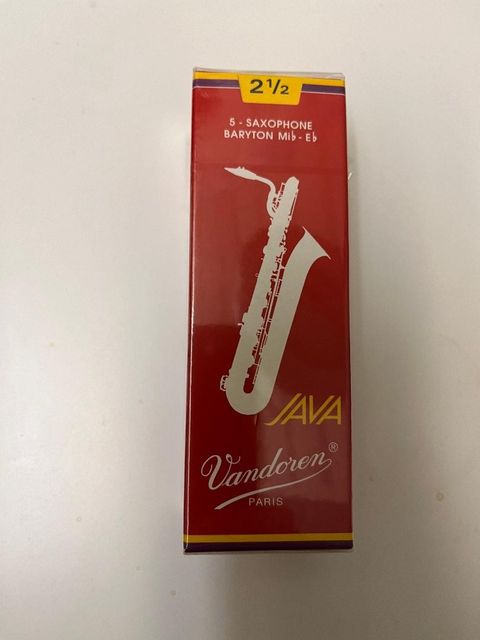 2½
5 - SAXOPHONE
BARYTON Mi♭ - E♭
JAVA
Vandoren®
PARIS